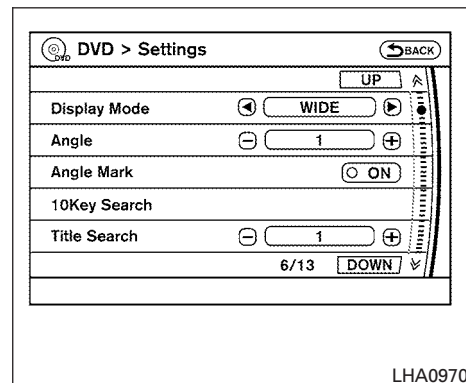 DVD DVD > Settings BACK
UP
Display Mode WIDE
Angle 1
Angle Mark ON
10Key Search
Title Search 1
6/13 DOWN
LHA0970